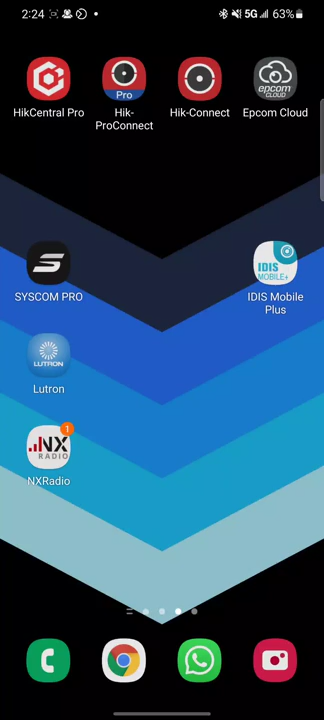 2:24
5G
63%
Pro
epcom
CLOUD
HikCentral Pro
Hik-
ProConnect
Hik-Connect
Epcom Cloud
IDIS
MOBILE+
SYSCOM PRO
IDIS Mobile
Plus
LUTRON
Lutron
1
NX
RADIO
NXRadio